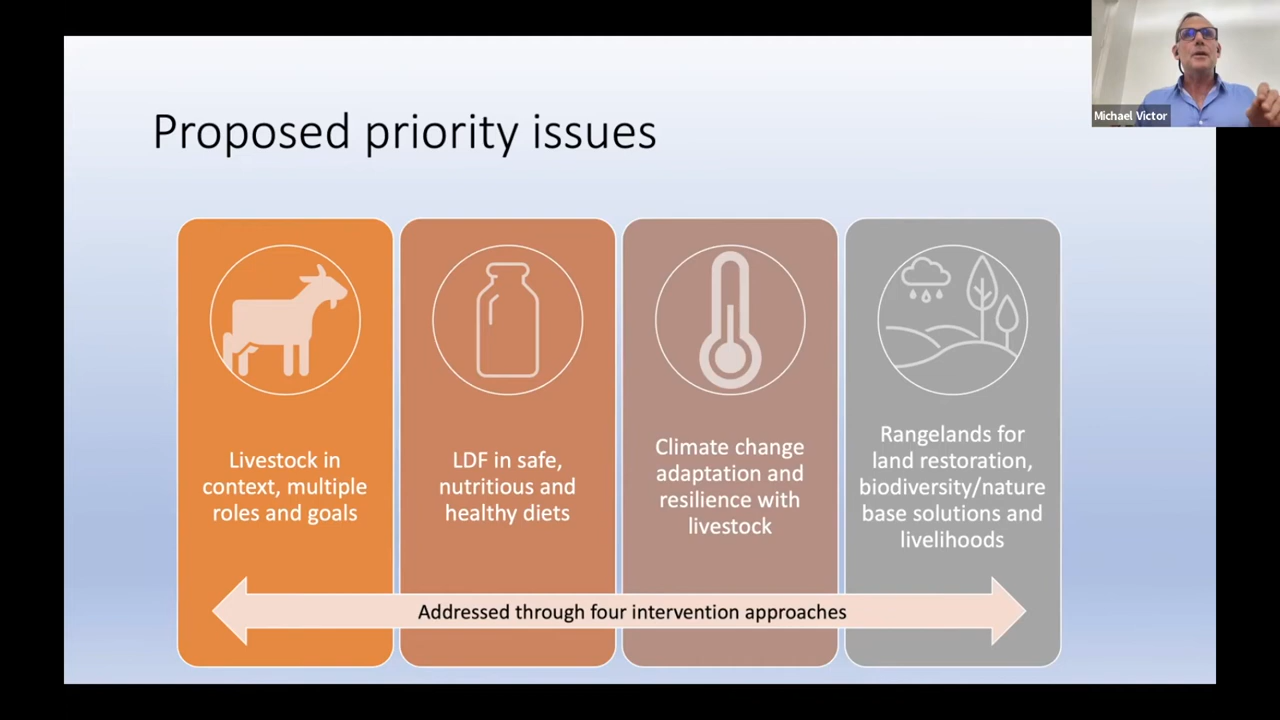 Michael Victor
Proposed priority issues
Livestock in
context, multiple
roles and goals
LDF in safe,
nutritious and
healthy diets
Climate change
adaptation and
resilience with
livestock
Rangelands for
land restoration,
biodiversity/nature
base solutions and
livelihoods
Addressed through four intervention approaches